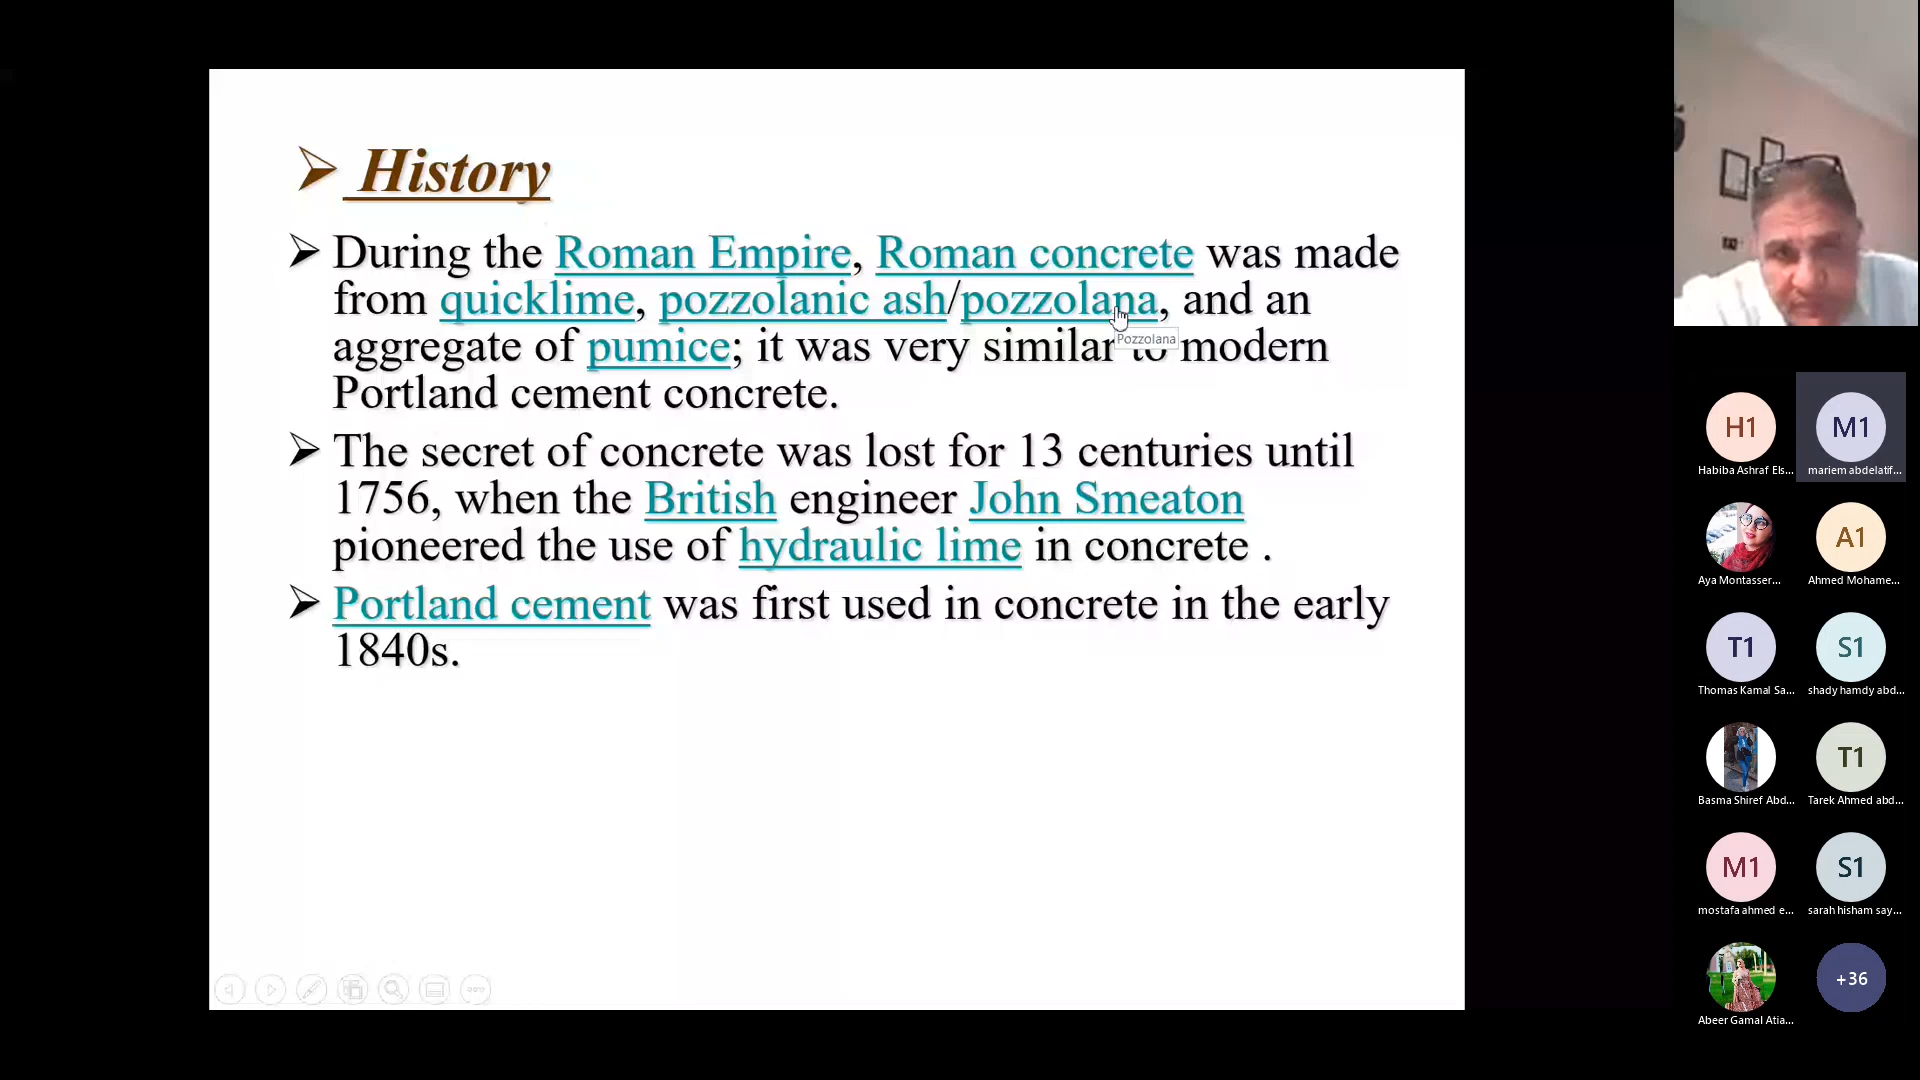 ➢ History
➢ During the Roman Empire, Roman concrete was made
from quicklime, pozzolanic ash/pozzolana, and an
aggregate of pumice; it was very similar to modern
Portland cement concrete.
Pozzolana
➢ The secret of concrete was lost for 13 centuries until
1756, when the British engineer John Smeaton
pioneered the use of hydraulic lime in concrete .
➢ Portland cement was first used in concrete in the early
1840s.
H1
Habiba Ashraf Els...
M1
mariem abdelatif...
Aya Montasser...
A1
Ahmed Mohame...
T1
Thomas Kamal Sa...
S1
shady hamdy abd...
Basma Shiref Abd...
T1
Tarek Ahmed abd...
M1
mostafa ahmed e...
S1
sarah hisham say...
Abeer Gamal Atia...
+36